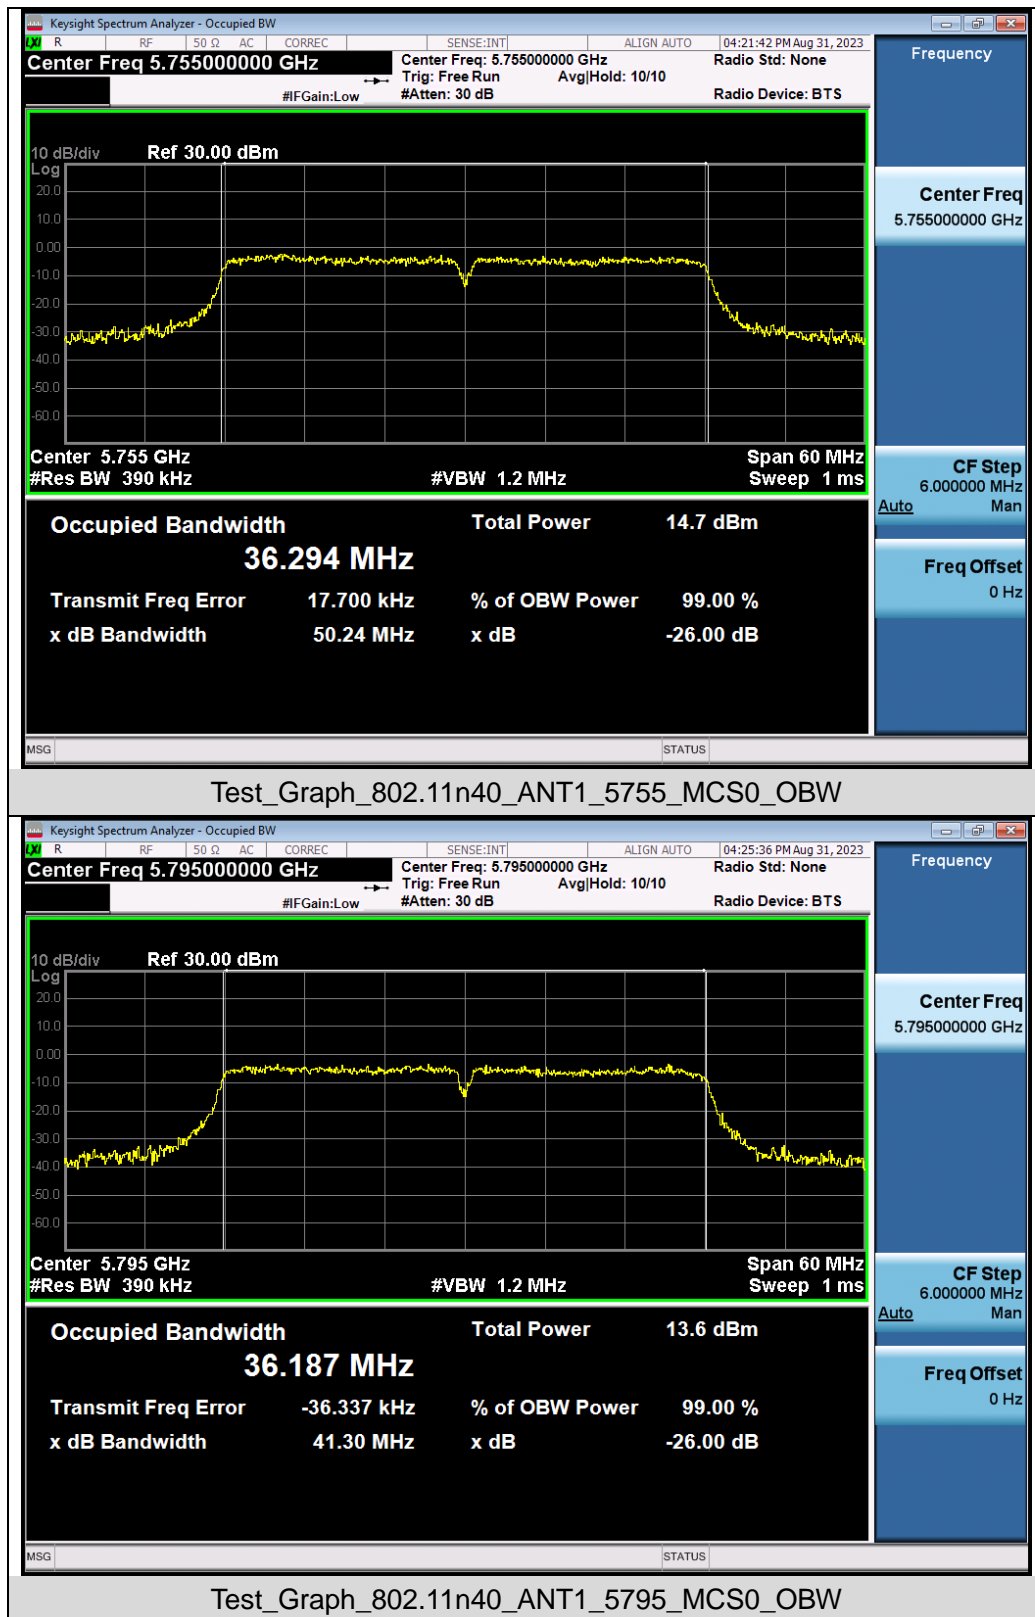 Keysight Spectrum Analyzer - Occupied BW
LXI R RF 50 Ω AC CORREC SENSE:INT ALIGN AUTO 04:21:42 PM Aug 31, 2023
Center Freq 5.755000000 GHz
Center Freq: 5.755000000 GHz Radio Std: None
Trig: Free Run Avg|Hold: 10/10
#IFGain:Low #Atten: 30 dB Radio Device: BTS
Frequency
10 dB/div Ref 30.00 dBm
Log
20.0
10.0
0.00
-10.0
-20.0
-30.0
-40.0
-50.0
-60.0
Center 5.755 GHz Span 60 MHz
#Res BW 390 kHz #VBW 1.2 MHz Sweep 1 ms
Center Freq
5.755000000 GHz
CF Step
6.000000 MHz
Auto Man
Freq Offset
0 Hz
Occupied Bandwidth Total Power 14.7 dBm
36.294 MHz
Transmit Freq Error 17.700 kHz % of OBW Power 99.00 %
x dB Bandwidth 50.24 MHz x dB -26.00 dB
MSG STATUS
Test_Graph_802.11n40_ANT1_5755_MCS0_OBW
Keysight Spectrum Analyzer - Occupied BW
LXI R RF 50 Ω AC CORREC SENSE:INT ALIGN AUTO 04:25:36 PM Aug 31, 2023
Center Freq 5.795000000 GHz
Center Freq: 5.795000000 GHz Radio Std: None
Trig: Free Run Avg|Hold: 10/10
#IFGain:Low #Atten: 30 dB Radio Device: BTS
Frequency
10 dB/div Ref 30.00 dBm
Log
20.0
10.0
0.00
-10.0
-20.0
-30.0
-40.0
-50.0
-60.0
Center 5.795 GHz Span 60 MHz
#Res BW 390 kHz #VBW 1.2 MHz Sweep 1 ms
Center Freq
5.795000000 GHz
CF Step
6.000000 MHz
Auto Man
Freq Offset
0 Hz
Occupied Bandwidth Total Power 13.6 dBm
36.187 MHz
Transmit Freq Error -36.337 kHz % of OBW Power 99.00 %
x dB Bandwidth 41.30 MHz x dB -26.00 dB
MSG STATUS
Test_Graph_802.11n40_ANT1_5795_MCS0_OBW